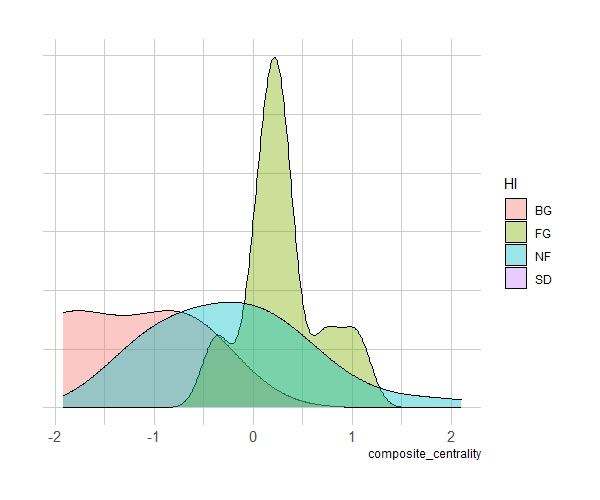 HI
BG
FG
NF
SD
-2 -1 0 1 2
composite_centrality